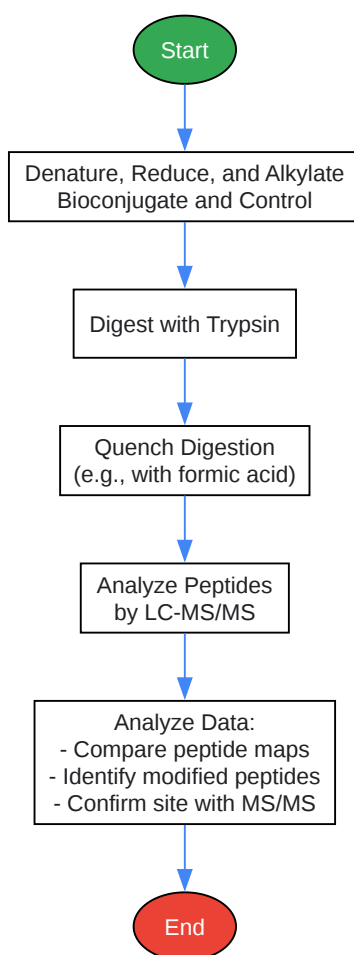 Start
Denature, Reduce, and Alkylate
Bioconjugate and Control
Digest with Trypsin
Quench Digestion
(e.g., with formic acid)
Analyze Peptides
by LC-MS/MS
Analyze Data:
- Compare peptide maps
- Identify modified peptides
- Confirm site with MS/MS
End